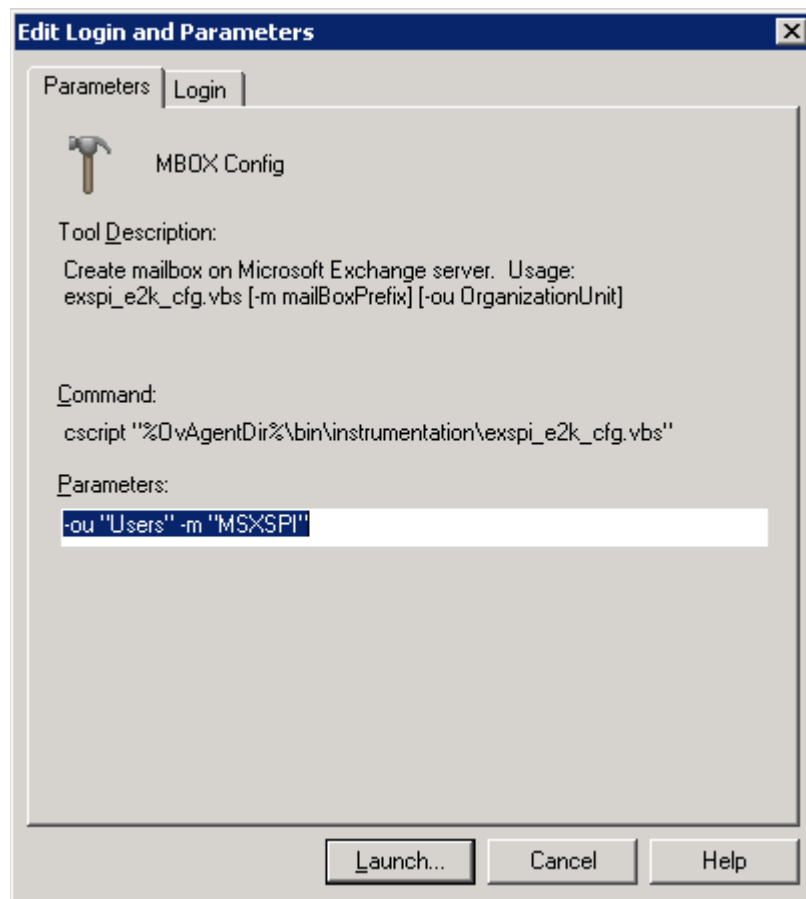 Edit Login and Parameters
Parameters
Login
MBOX Config
Tool Description:
Create mailbox on Microsoft Exchange server.  Usage:
exspi_e2k_cfg.vbs [-m mailBoxPrefix] [-ou OrganizationUnit]
Command:
cscript "%OvAgentDir%\bin\instrumentation\exspi_e2k_cfg.vbs"
Parameters:
-ou "Users" -m "MSXSPI"
Launch...
Cancel
Help